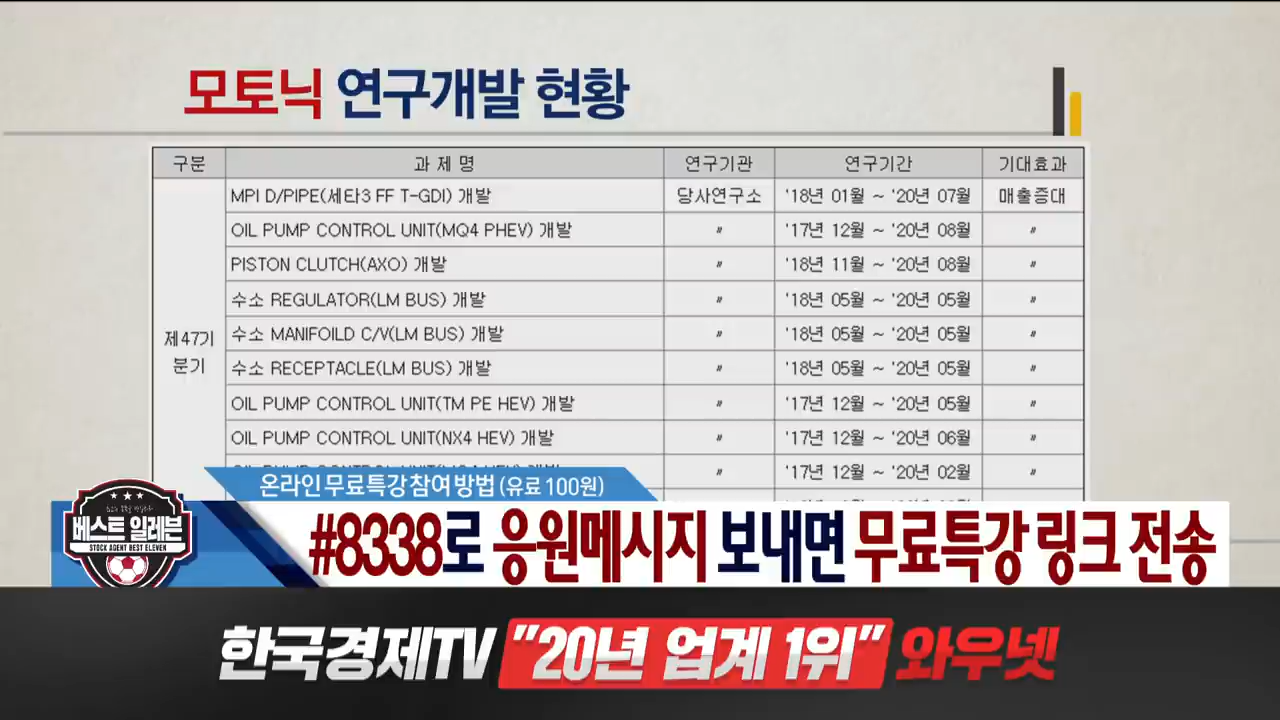 모토닉 연구개발 현황
구분 과 제 명 연구기관 연구기간 기대효과
제47기 분기
MPI D/PIPE(세타3 FF T-GDI) 개발 당사연구소 '18년 01월 ~ '20년 07월 매출증대
OIL PUMP CONTROL UNIT(MQ4 PHEV) 개발 〃 '17년 12월 ~ '20년 08월 〃
PISTON CLUTCH(AXO) 개발 〃 '18년 11월 ~ '20년 08월 〃
수소 REGULATOR(LM BUS) 개발 〃 '18년 05월 ~ '20년 05월 〃
수소 MANIFOILD C/V(LM BUS) 개발 〃 '18년 05월 ~ '20년 05월 〃
수소 RECEPTACLE(LM BUS) 개발 〃 '18년 05월 ~ '20년 05월 〃
OIL PUMP CONTROL UNIT(TM PE HEV) 개발 〃 '17년 12월 ~ '20년 05월 〃
OIL PUMP CONTROL UNIT(NX4 HEV) 개발 〃 '17년 12월 ~ '20년 06월 〃
〃 '17년 12월 ~ '20년 02월 〃
온라인 무료특강 참여 방법 (유료 100원)
베스트 일레븐
STOCK AGENT BEST ELEVEN
#8338로 응원메시지 보내면 무료특강 링크 전송
한국경제TV "20년 업계 1위" 와우넷